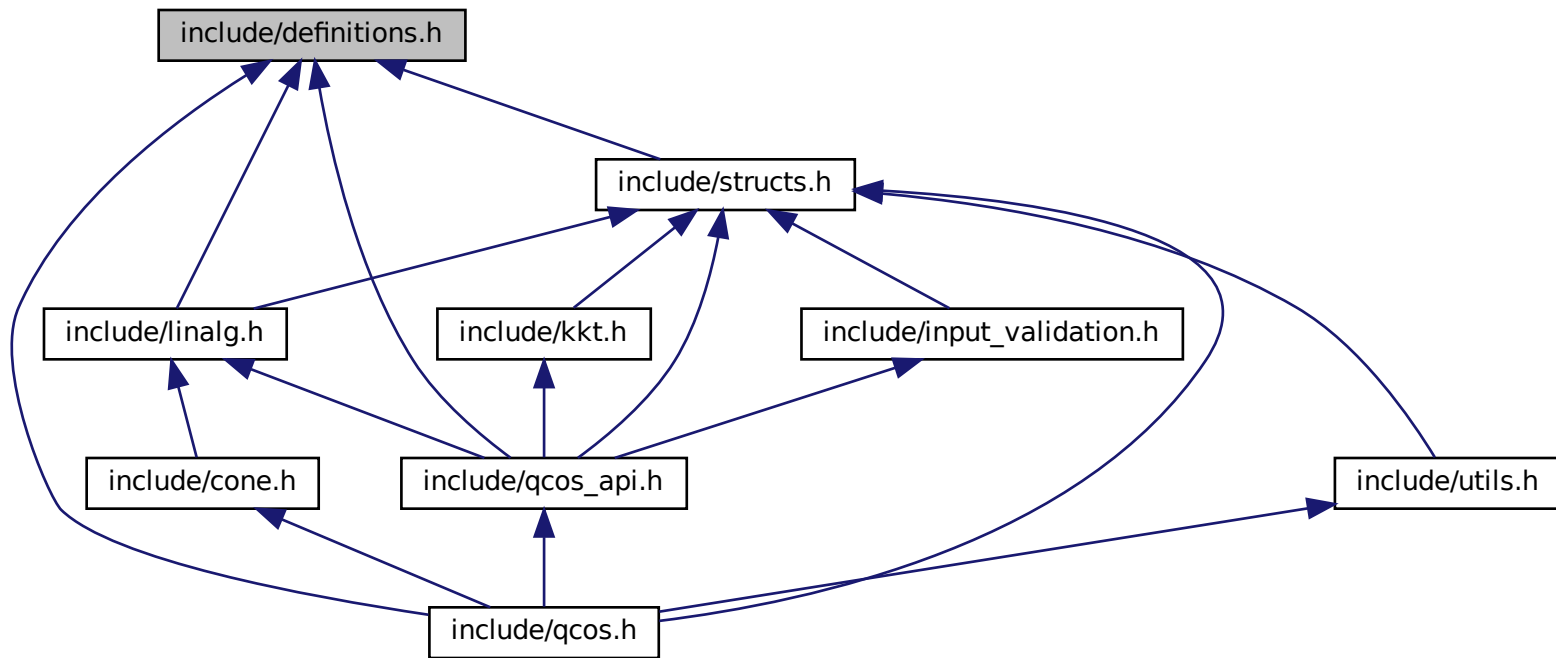 include/definitions.h
include/structs.h
include/linalg.h
include/kkt.h
include/input_validation.h
include/cone.h
include/qcos_api.h
include/utils.h
include/qcos.h